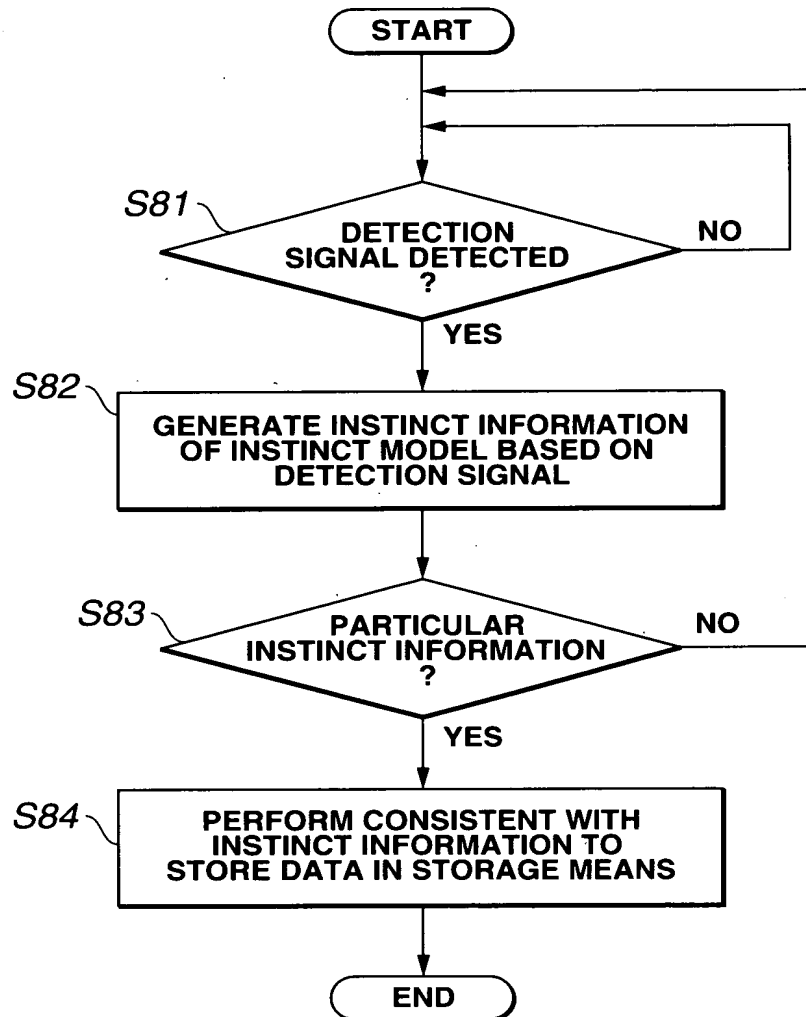 START
S81
DETECTION
SIGNAL DETECTED
?
NO
YES
S82
GENERATE INSTINCT INFORMATION
OF INSTINCT MODEL BASED ON
DETECTION SIGNAL
S83
PARTICULAR
INSTINCT INFORMATION
?
NO
YES
S84
PERFORM CONSISTENT WITH
INSTINCT INFORMATION TO
STORE DATA IN STORAGE MEANS
END